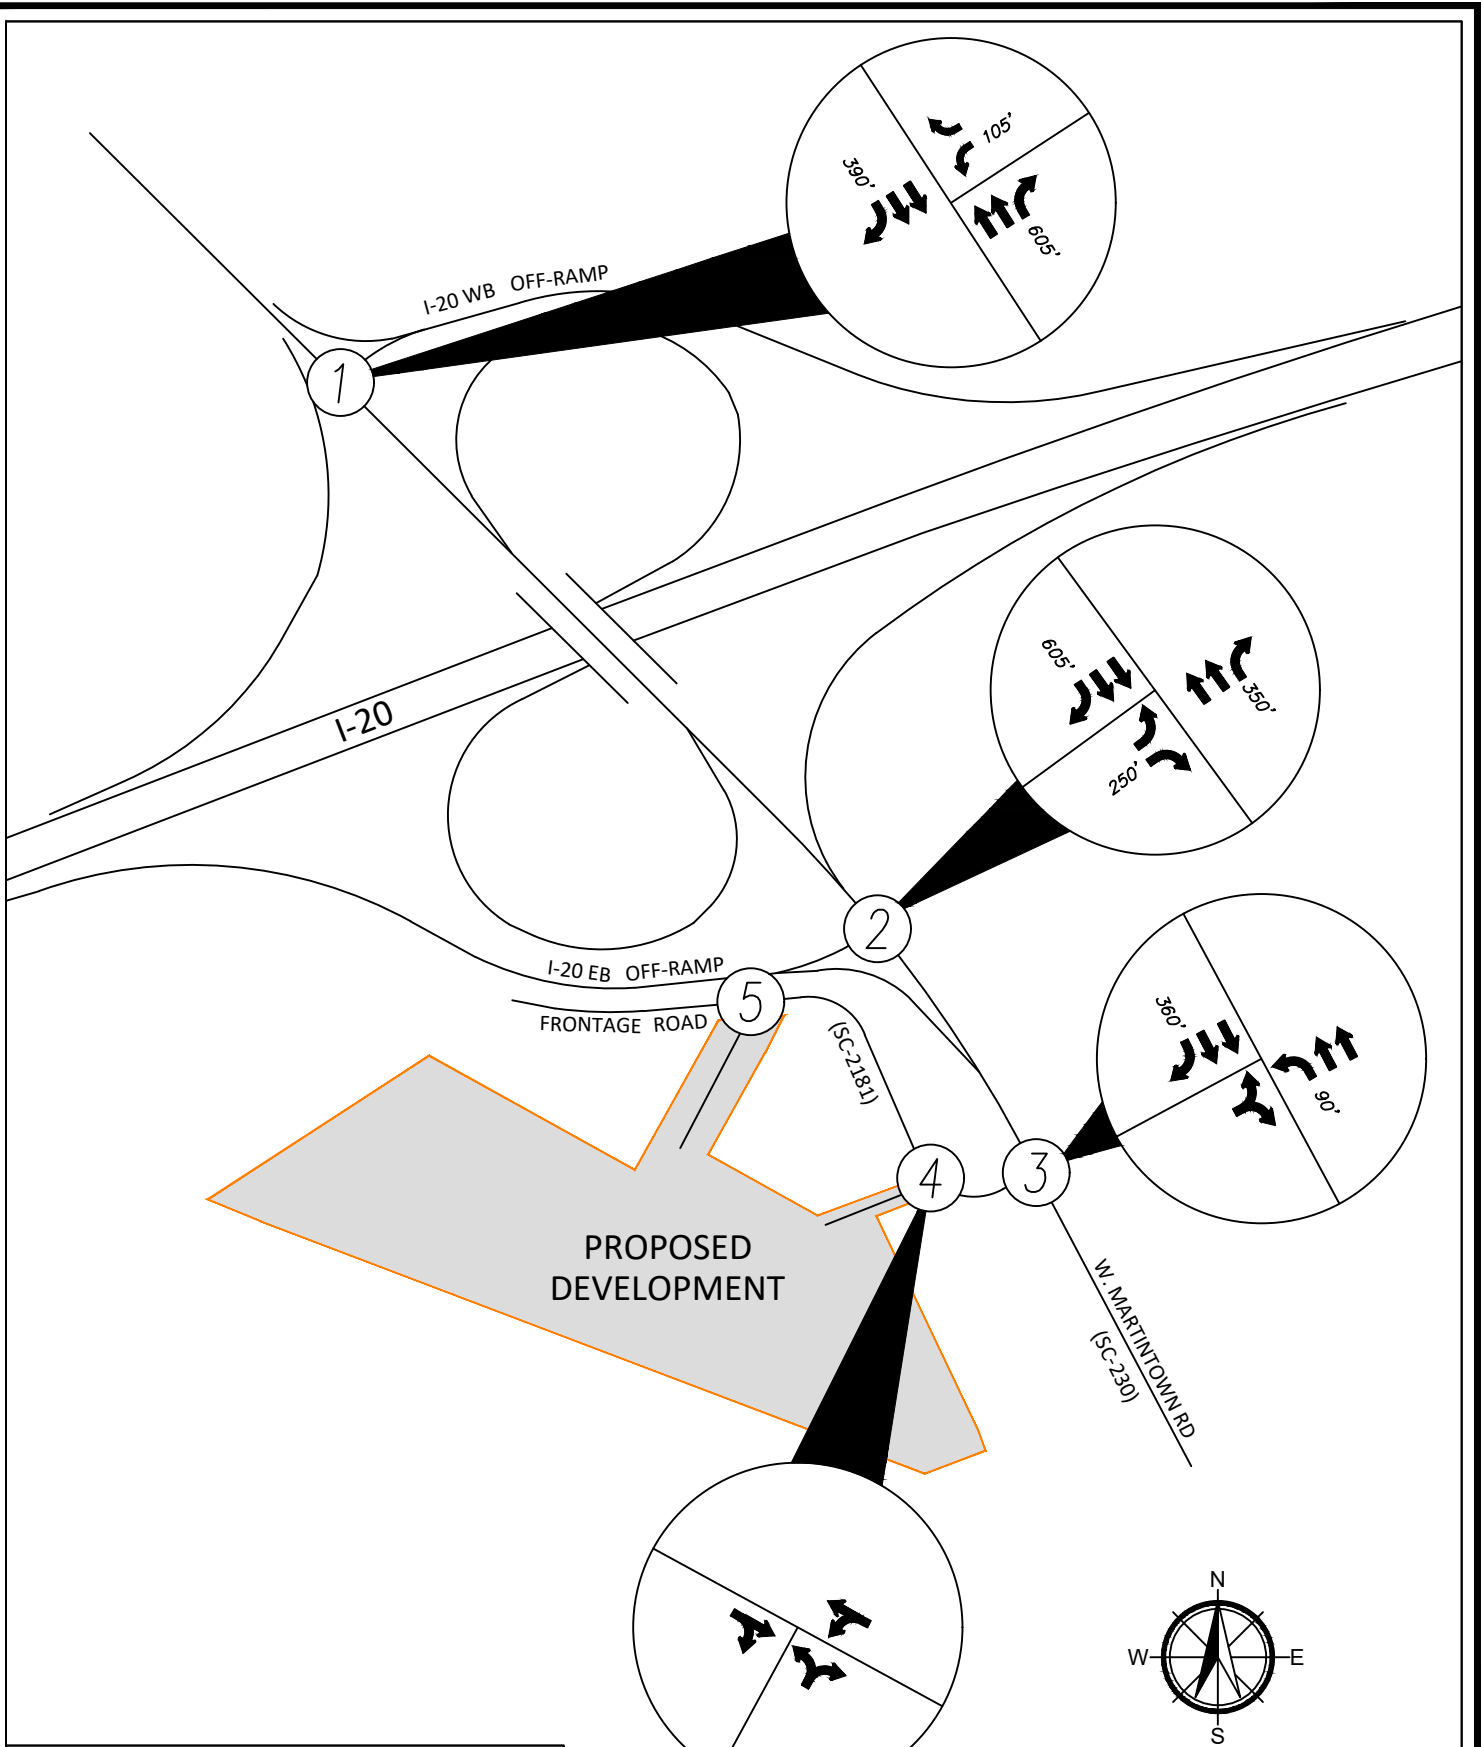 105'
390'
605'
I-20 WB OFF-RAMP
1
605'
350'
250'
I-20
2
I-20 EB OFF-RAMP
5
FRONTAGE ROAD
(SC-2181)
360'
90'
4
3
PROPOSED
DEVELOPMENT
W. MARTINTOWN RD
(SC-230)
N
W
E
S